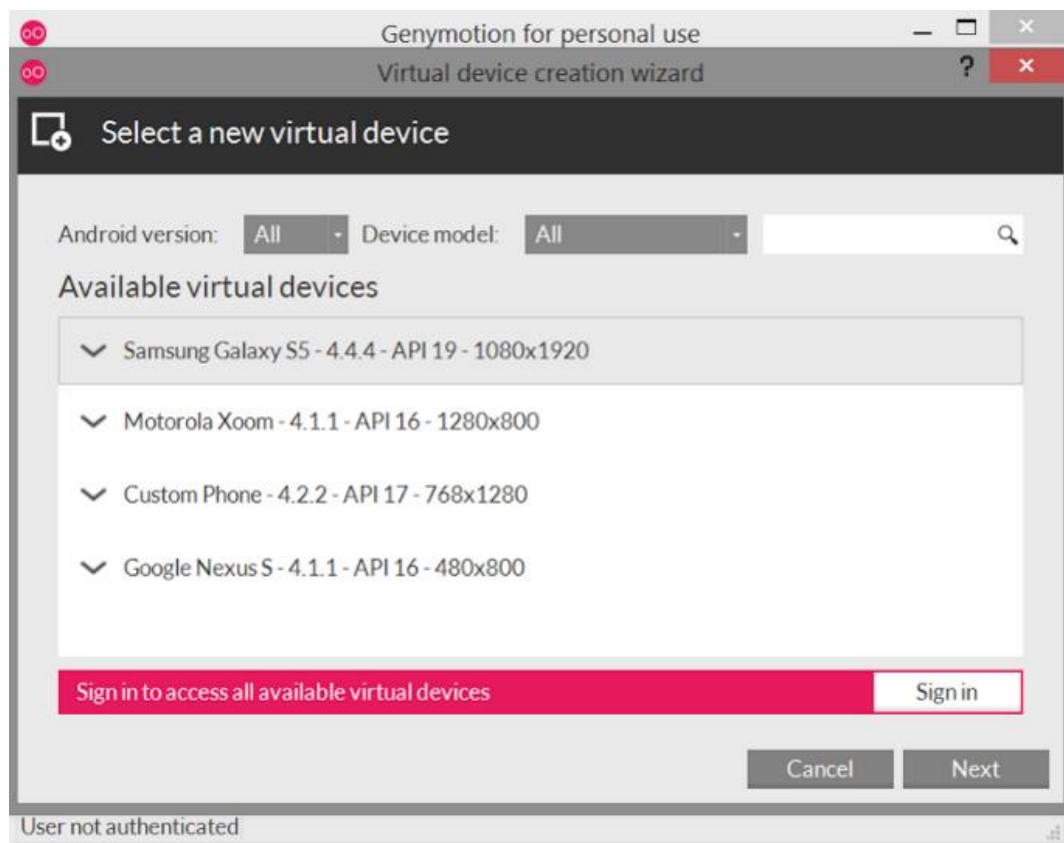 Genymotion for personal use
Virtual device creation wizard
?
Select a new virtual device
Android version: All Device model: All
Available virtual devices
Samsung Galaxy S5 - 4.4.4 - API 19 - 1080x1920
Motorola Xoom - 4.1.1 - API 16 - 1280x800
Custom Phone - 4.2.2 - API 17 - 768x1280
Google Nexus S - 4.1.1 - API 16 - 480x800
Sign in to access all available virtual devices Sign in
Cancel Next
User not authenticated